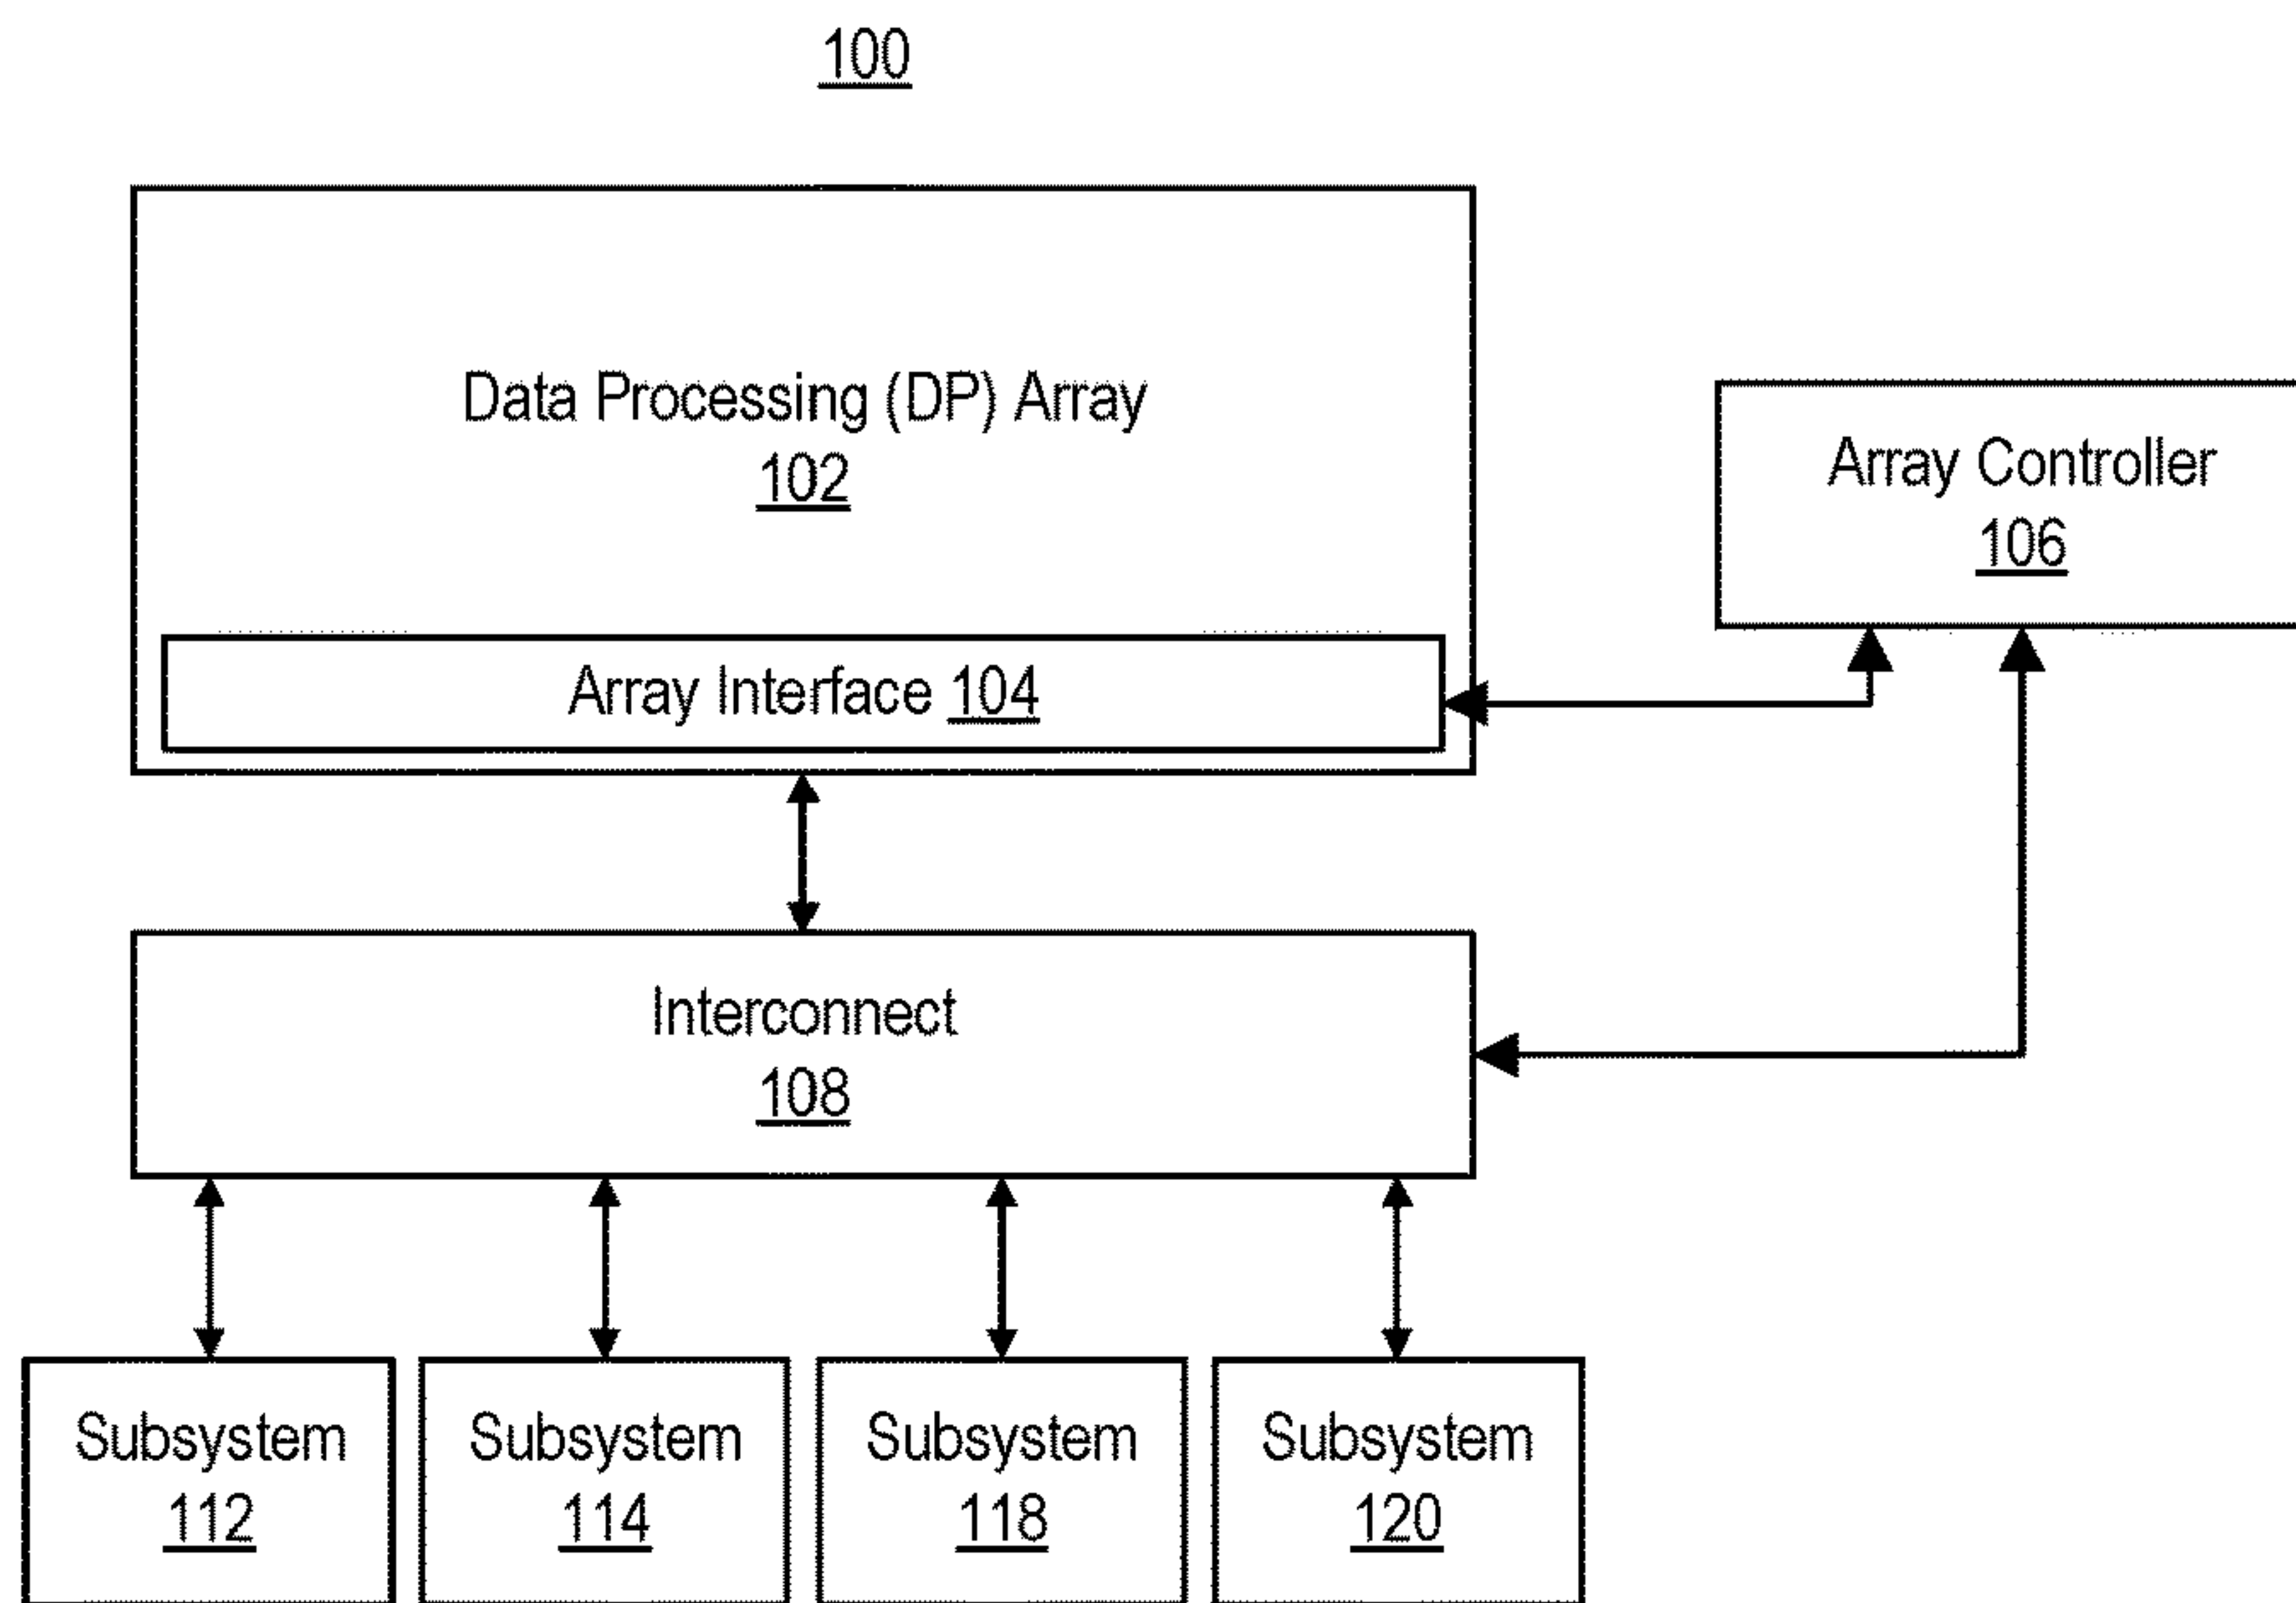 100
Data Processing (DP) Array
102
Array Controller
106
Array Interface 104
Interconnect
108
Subsystem
112
Subsystem
114
Subsystem
118
Subsystem
120